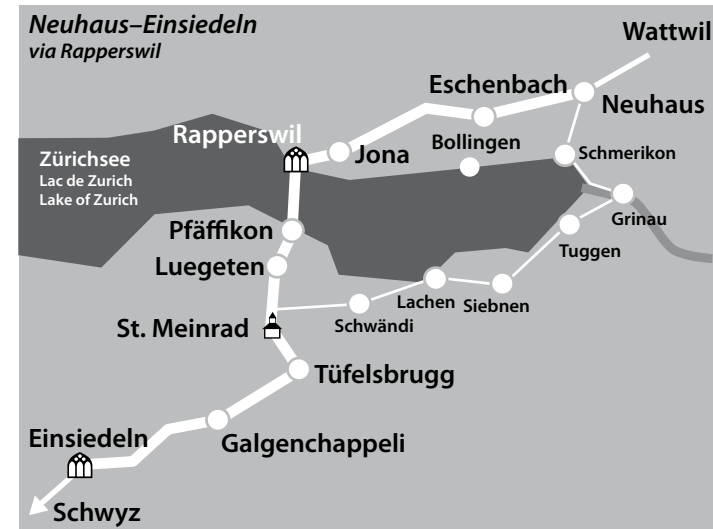 Neuhaus–Einsiedeln
via Rapperswil
Wattwil
Eschenbach
Neuhaus
Rapperswil
Jona
Bollingen
Schmerikon
Zürichsee
Lac de Zurich
Lake of Zurich
Grinau
Pfäffikon
Tuggen
Luegeten
Lachen
Siebnen
Schwändi
St. Meinrad
Tüfelsbrugg
Einsiedeln
Galgenchappeli
Schwyz